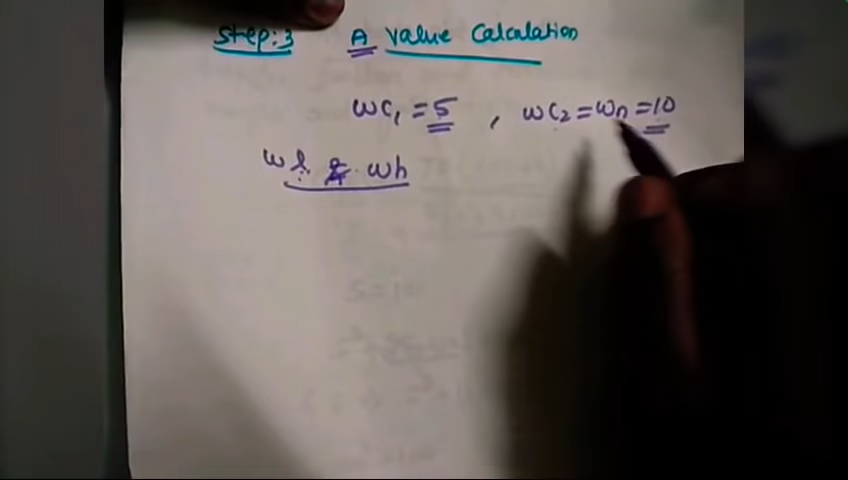 Step:3 A Value Calculation
ωc₁ = 5 , ωc₂ = ωn = 10
ωl & ωh